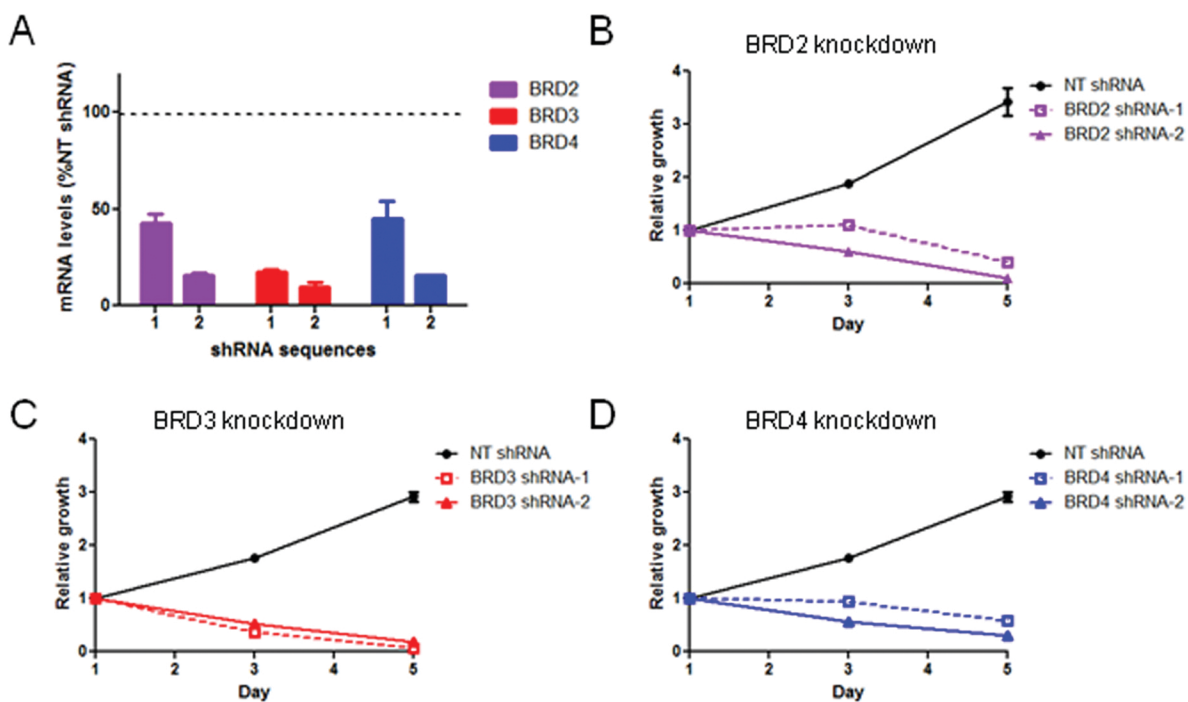 A
mRNA levels (%NT shRNA)
100
50
0
1 2 1 2 1 2
shRNA sequences
BRD2
BRD3
BRD4
B
BRD2 knockdown
Relative growth
4
3
2
1
0
1 2 3 4 5
Day
NT shRNA
BRD2 shRNA-1
BRD2 shRNA-2
C
BRD3 knockdown
Relative growth
4
3
2
1
0
1 2 3 4 5
Day
NT shRNA
BRD3 shRNA-1
BRD3 shRNA-2
D
BRD4 knockdown
Relative growth
4
3
2
1
0
1 2 3 4 5
Day
NT shRNA
BRD4 shRNA-1
BRD4 shRNA-2